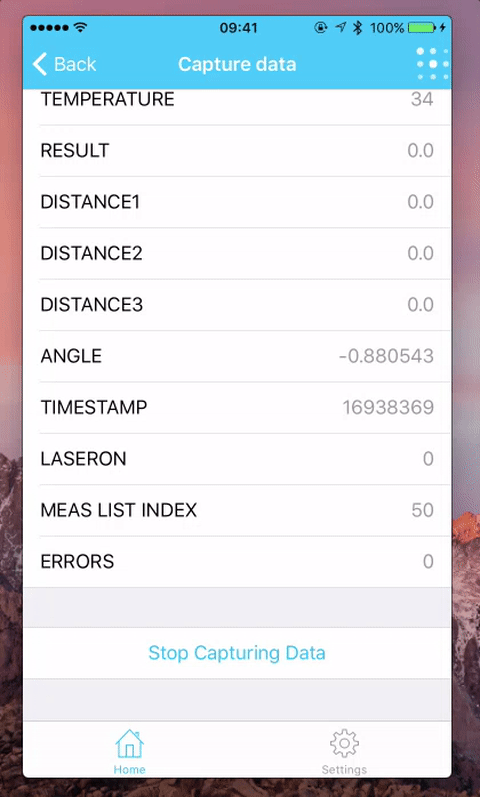 09:41 100%
Back Capture data
TEMPERATURE 34
RESULT 0.0
DISTANCE1 0.0
DISTANCE2 0.0
DISTANCE3 0.0
ANGLE -0.880543
TIMESTAMP 16938369
LASERON 0
MEAS LIST INDEX 50
ERRORS 0
Stop Capturing Data
Home Settings